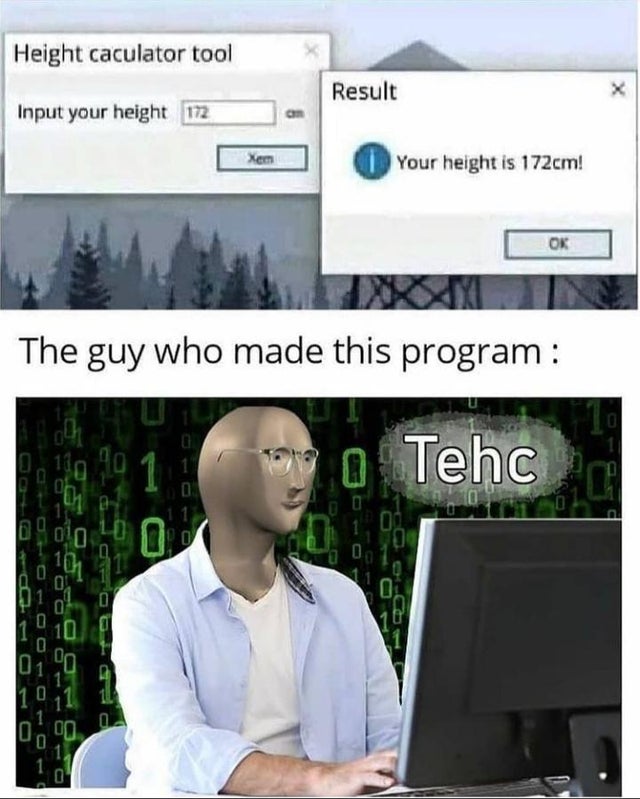 Height caculator tool
Input your height 172 cm
Xem
Result
Your height is 172cm!
OK
The guy who made this program :
Tehc